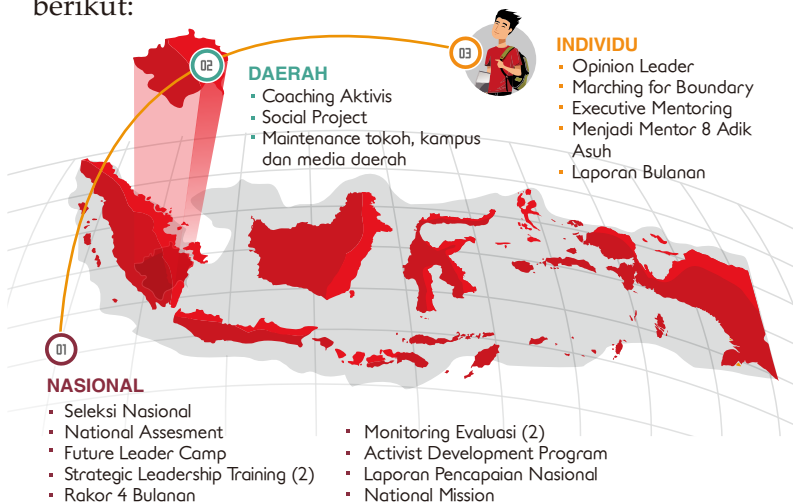 berikut:
03
INDIVIDU
Opinion Leader
Marching for Boundary
Executive Mentoring
Menjadi Mentor 8 Adik
Asuh
Laporan Bulanan
02
DAERAH
Coaching Aktivis
Social Project
Maintenance tokoh, kampus
dan media daerah
01
NASIONAL
Seleksi Nasional
National Assesment
Future Leader Camp
Strategic Leadership Training (2)
Rakor 4 Bulanan
Monitoring Evaluasi (2)
Activist Development Program
Laporan Pencapaian Nasional
National Mission